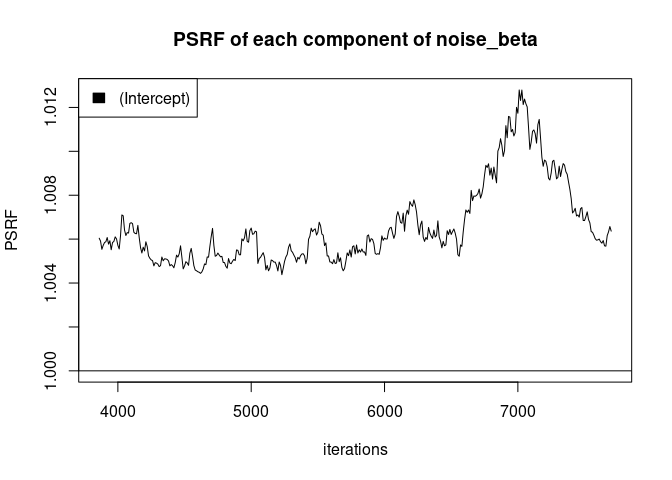 PSRF of each component of noise_beta
(Intercept)
PSRF
1.012
1.008
1.004
1.000
4000 5000 6000 7000
iterations